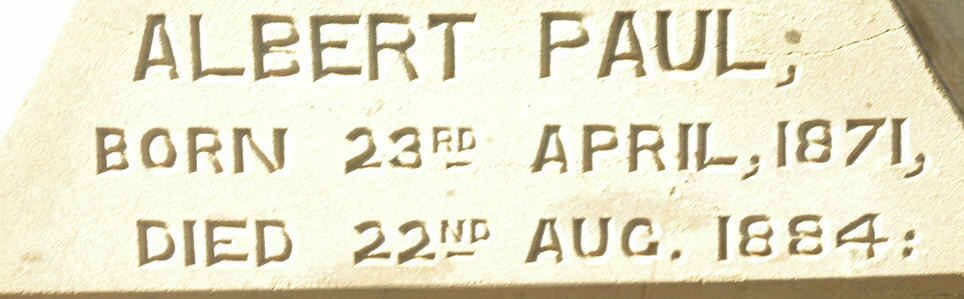 ALBERT PAUL;
BORN 23RD APRIL, 1871,
DIED 22ND AUG. 1884: